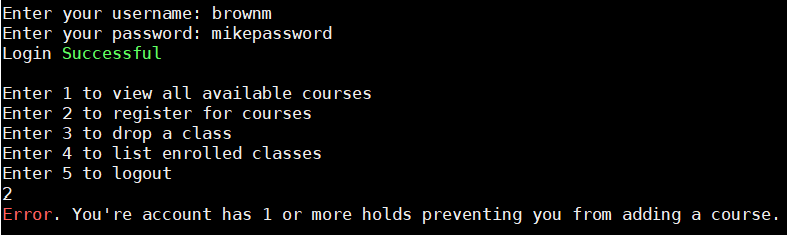 Enter your username: brownm
Enter your password: mikepassword
Login Successful
Enter 1 to view all available courses
Enter 2 to register for courses
Enter 3 to drop a class
Enter 4 to list enrolled classes
Enter 5 to logout
2
Error. You're account has 1 or more holds preventing you from adding a course.